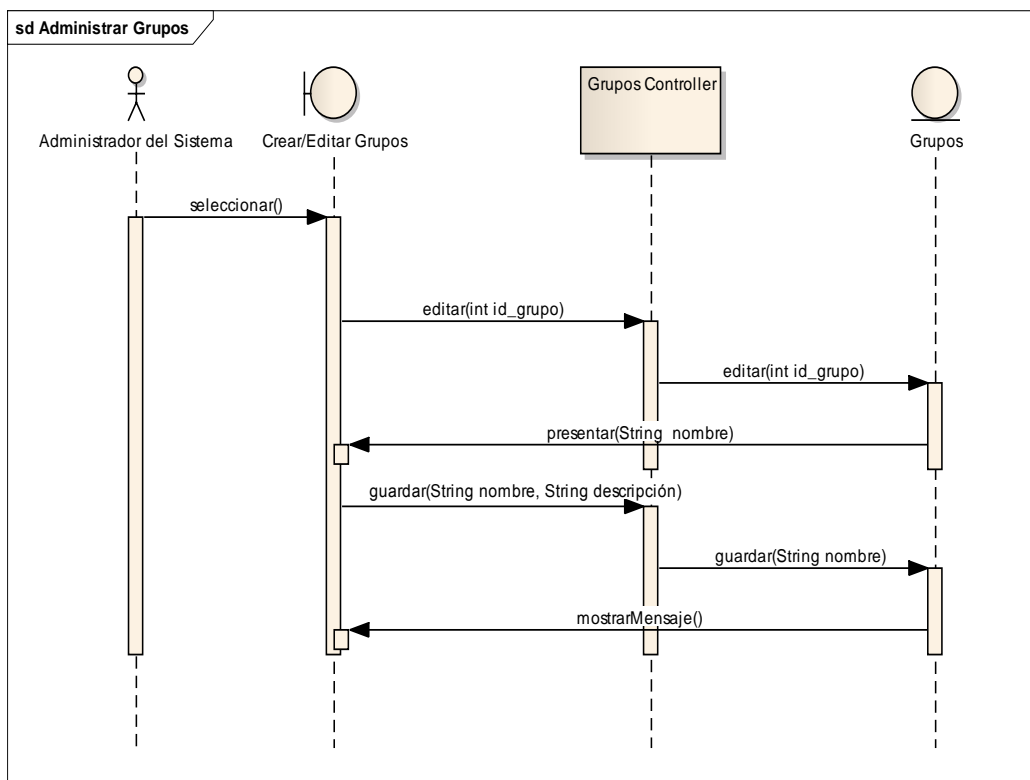 sd Administrar Grupos
Administrador del Sistema
Crear/Editar Grupos
Grupos Controller
Grupos
seleccionar()
editar(int id_grupo)
editar(int id_grupo)
presentar(String nombre)
guardar(String nombre, String descripción)
guardar(String nombre)
mostrarMensaje()